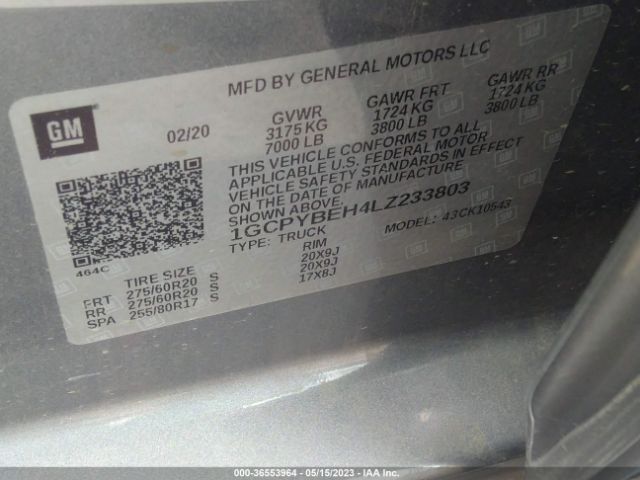 MFD BY GENERAL MOTORS LLC
GM
02/20 GVWR GAWR FRT GAWR RR
3175 KG 1724 KG 1724 KG
7000 LB 3800 LB 3800 LB
THIS VEHICLE CONFORMS TO ALL
APPLICABLE U.S. FEDERAL MOTOR
VEHICLE SAFETY STANDARDS IN EFFECT
ON THE DATE OF MANUFACTURE
SHOWN ABOVE.
1GCPYBEH4LZ233803
TYPE: TRUCK MODEL: 43CK10543
464C
TIRE SIZE RIM
FRT 275/60R20 S 20X9J
RR 275/60R20 S 20X9J
SPA 255/80R17 S 17X8J
000-36553964 - 05/15/2023 - IAA Inc.